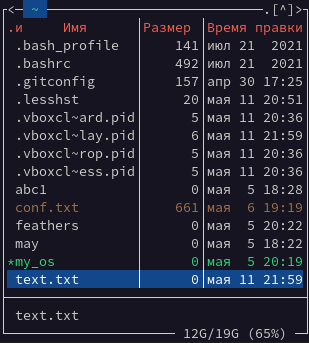 <─ ~ .[^]>
.и Имя Размер Время правки
.bash_profile 141 июл 21 2021
.bashrc 492 июл 21 2021
.gitconfig 157 апр 30 17:25
.lesshst 20 мая 11 20:51
.vboxcl~ard.pid 5 мая 11 20:36
.vboxcl~lay.pid 6 мая 11 21:59
.vboxcl~rop.pid 5 мая 11 20:36
.vboxcl~ess.pid 5 мая 11 20:36
abc1 0 мая 5 18:28
conf.txt 661 мая 6 19:19
feathers 0 мая 5 20:22
may 0 мая 5 18:22
*my_os 0 мая 5 20:19
text.txt 0 мая 11 21:59
text.txt
12G/19G (65%)